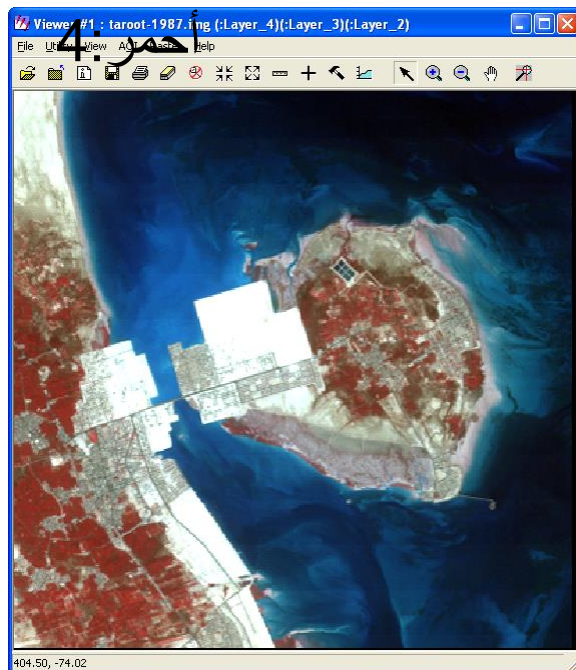 Viewer #1 : taroot-1987.img (:Layer_4)(:Layer_3)(:Layer_2)
أحمر :4
File Utility View AOI Raster Help
404.50, -74.02